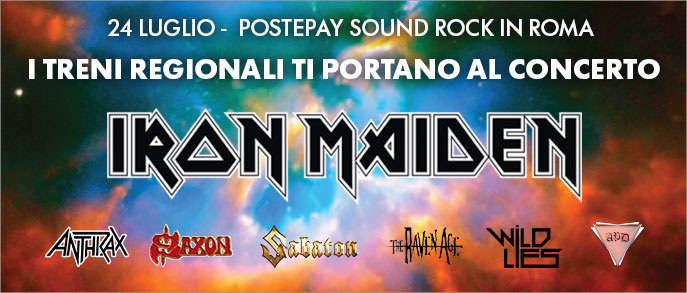 24 LUGLIO - POSTEPAY SOUND ROCK IN ROMA
I TRENI REGIONALI TI PORTANO AL CONCERTO
IRON MAIDEN
ANTHRAX SAXON Sabaton THE RAVEN AGE WILD LIES APD